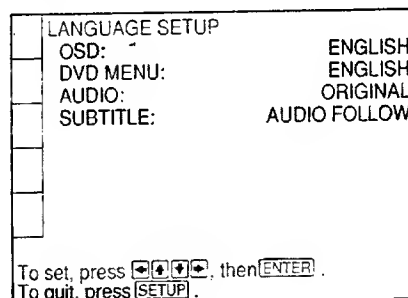 LANGUAGE SETUP
OSD: ENGLISH
DVD MENU: ENGLISH
AUDIO: ORIGINAL
SUBTITLE: AUDIO FOLLOW
To set, press ←↑↓→, then ENTER .
To quit, press SETUP .